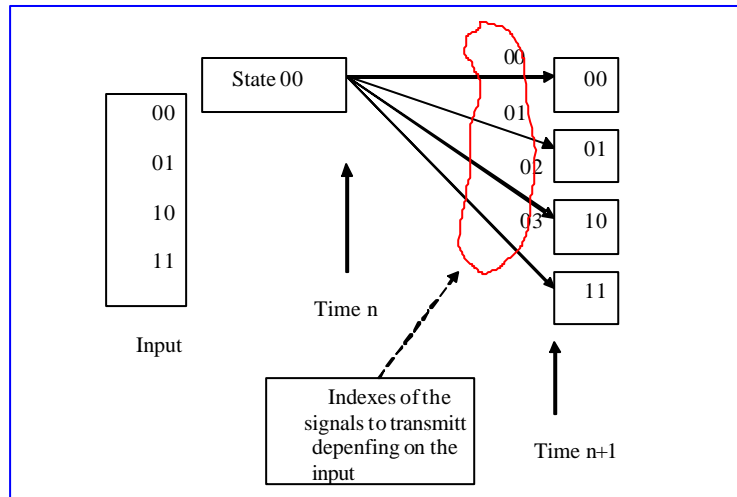 State 00
00
01
10
11
Input
Time n
00
01
02
03
00
01
10
11
Indexes of the
signals to transmitt
depenfing on the
input
Time n+1